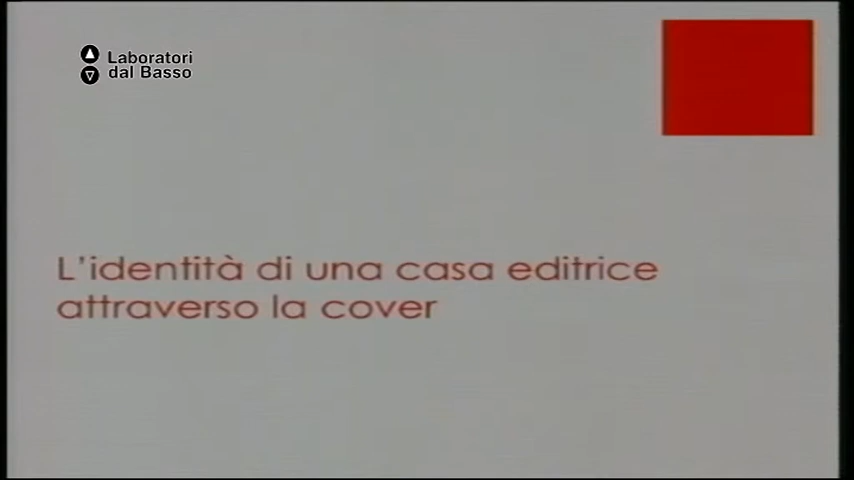 Laboratori
dal Basso
L'identità di una casa editrice
attraverso la cover